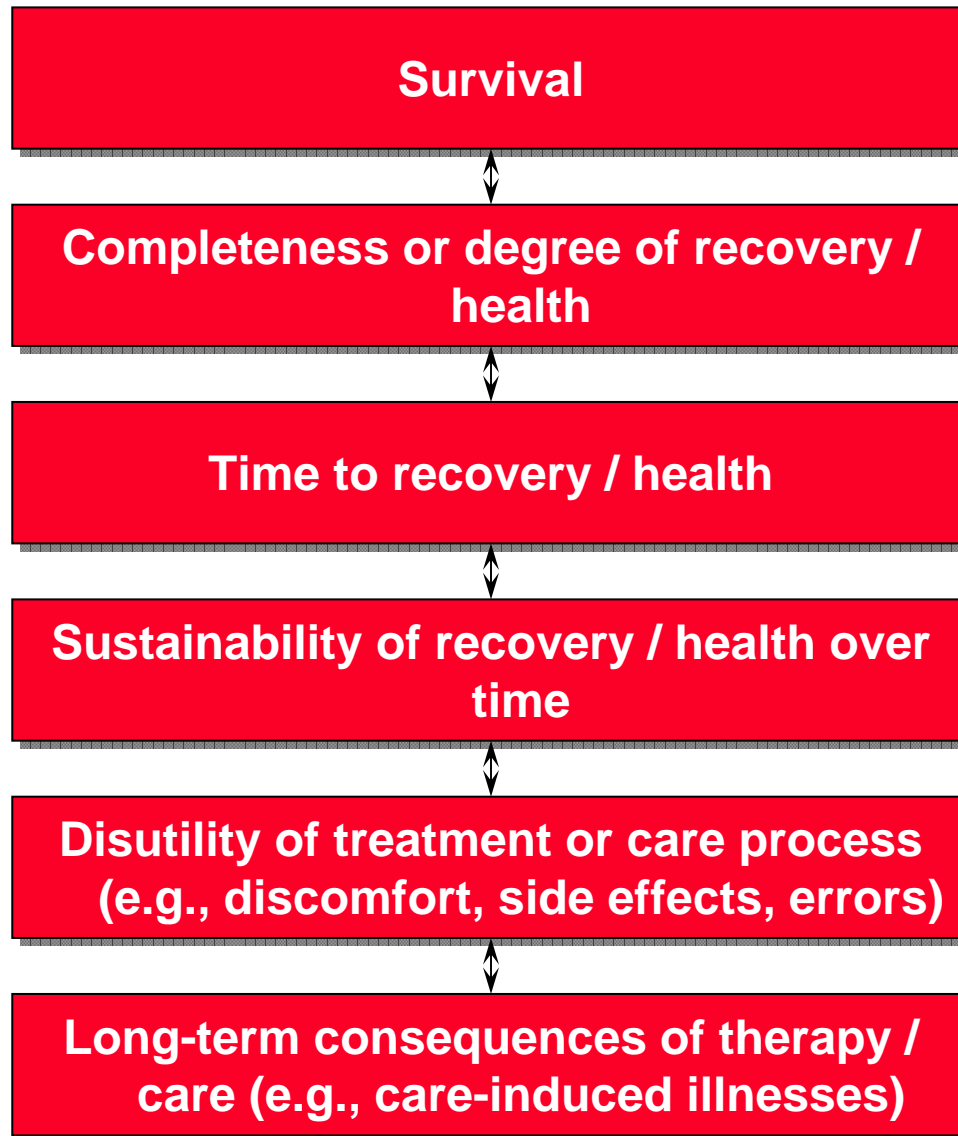 Survival
Completeness or degree of recovery /
health
Time to recovery / health
Sustainability of recovery / health over
time
Disutility of treatment or care process
(e.g., discomfort, side effects, errors)
Long-term consequences of therapy /
care (e.g., care-induced illnesses)